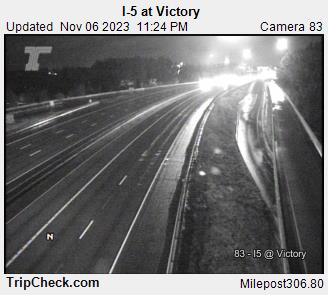 I-5 at Victory
Updated Nov 06 2023 11:24 PM Camera 83
T
N
83 - I5 @ Victory
TripCheck.com Milepost306.80